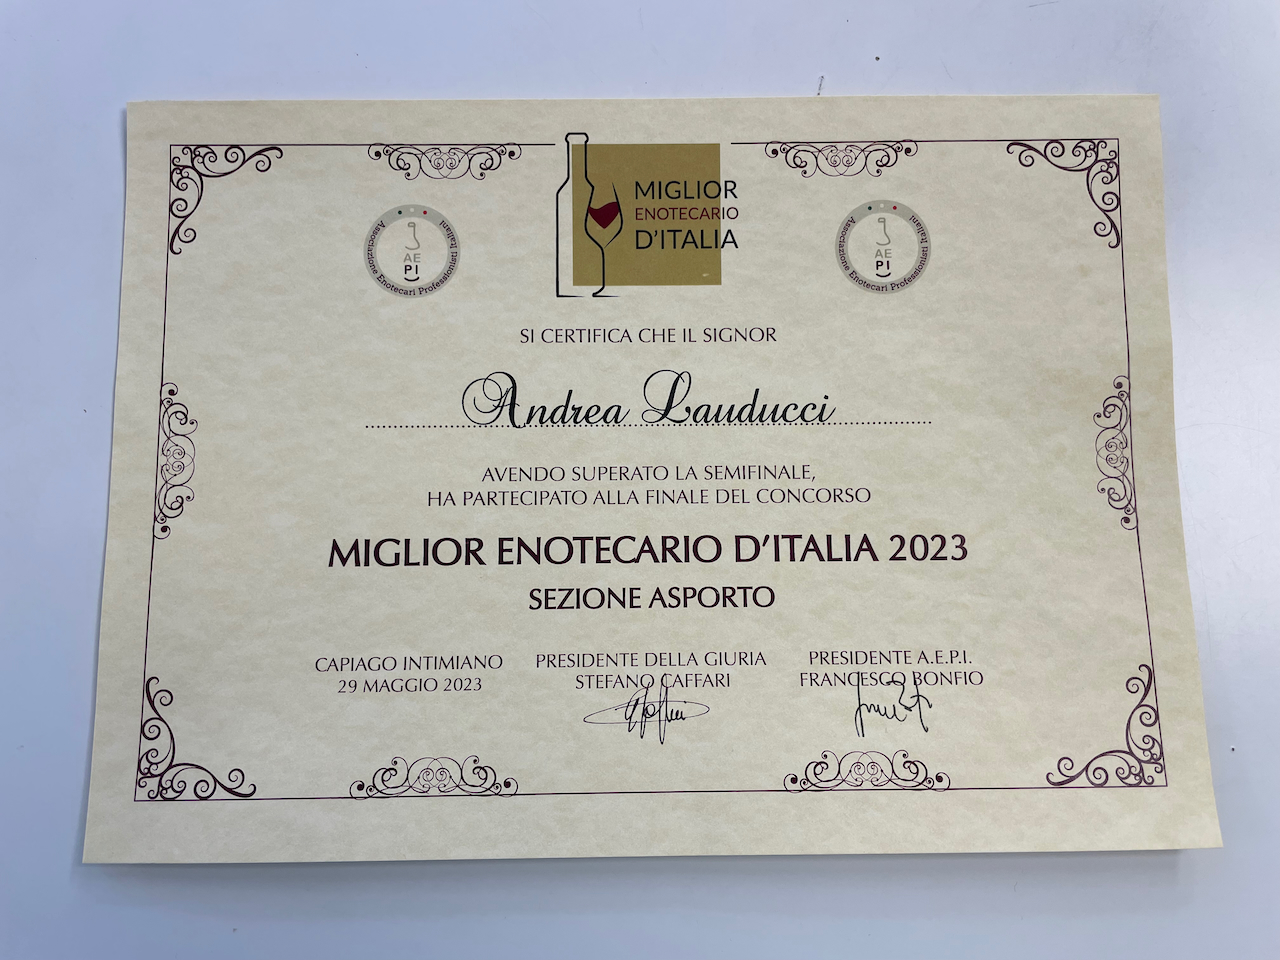 MIGLIOR
ENOTECARIO
D'ITALIA
Associazione Enotecari Professionisti Italiani
AE
PI
Associazione Enotecari Professionisti Italiani
AE
PI
SI CERTIFICA CHE IL SIGNOR
Andrea Lauducci
AVENDO SUPERATO LA SEMIFINALE,
HA PARTECIPATO ALLA FINALE DEL CONCORSO
MIGLIOR ENOTECARIO D'ITALIA 2023
SEZIONE ASPORTO
CAPIAGO INTIMIANO
29 MAGGIO 2023
PRESIDENTE DELLA GIURIA
STEFANO CAFFARI
PRESIDENTE A.E.P.I.
FRANCESCO BONFIO